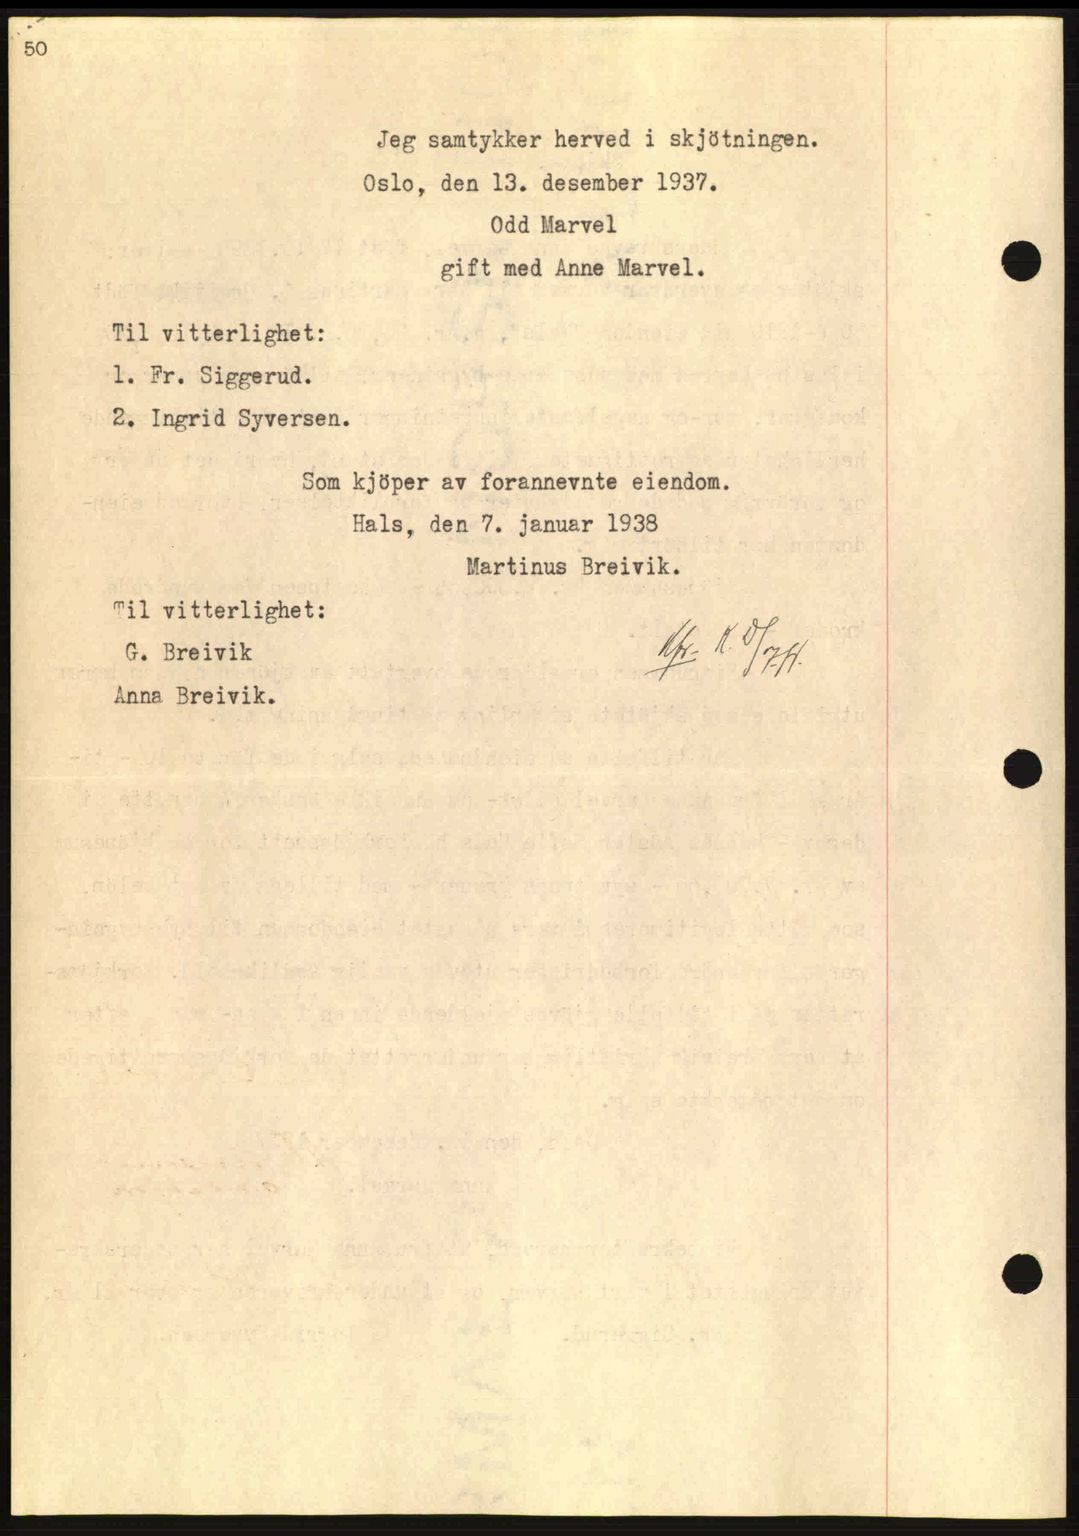 50
Jeg samtykker herved i skjötningen.
Oslo, den 13. desember 1937.
Odd Marvel
gift med Anne Marvel.
Til vitterlighet:
1. Fr. Siggerud.
2. Ingrid Syversen.
Som kjöper av forannevnte eiendom.
Hals, den 7. januar 1938
Martinus Breivik.
Til vitterlighet:
G. Breivik
Anna Breivik.